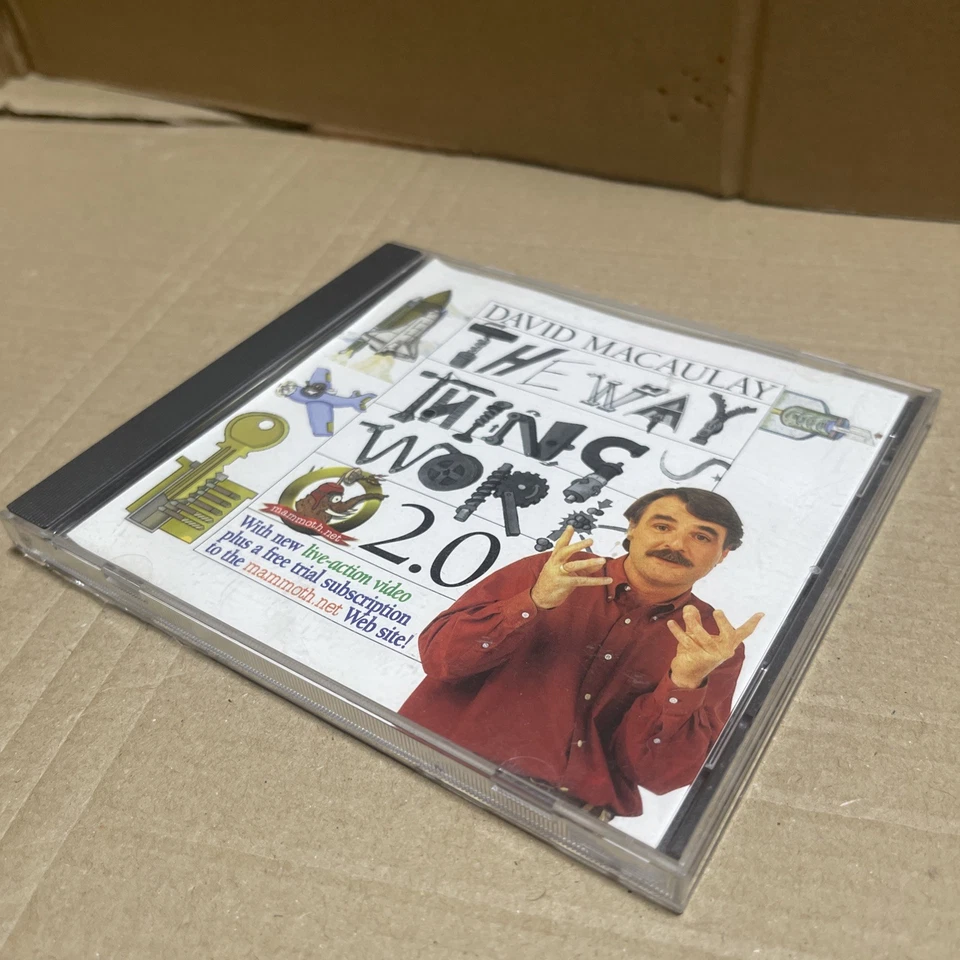 DAVID MACAULAY
THE WAY
THINGS
WORK
2.0
mammoth.net
With new live-action video
plus a free trial subscription
to the mammoth.net Web site!